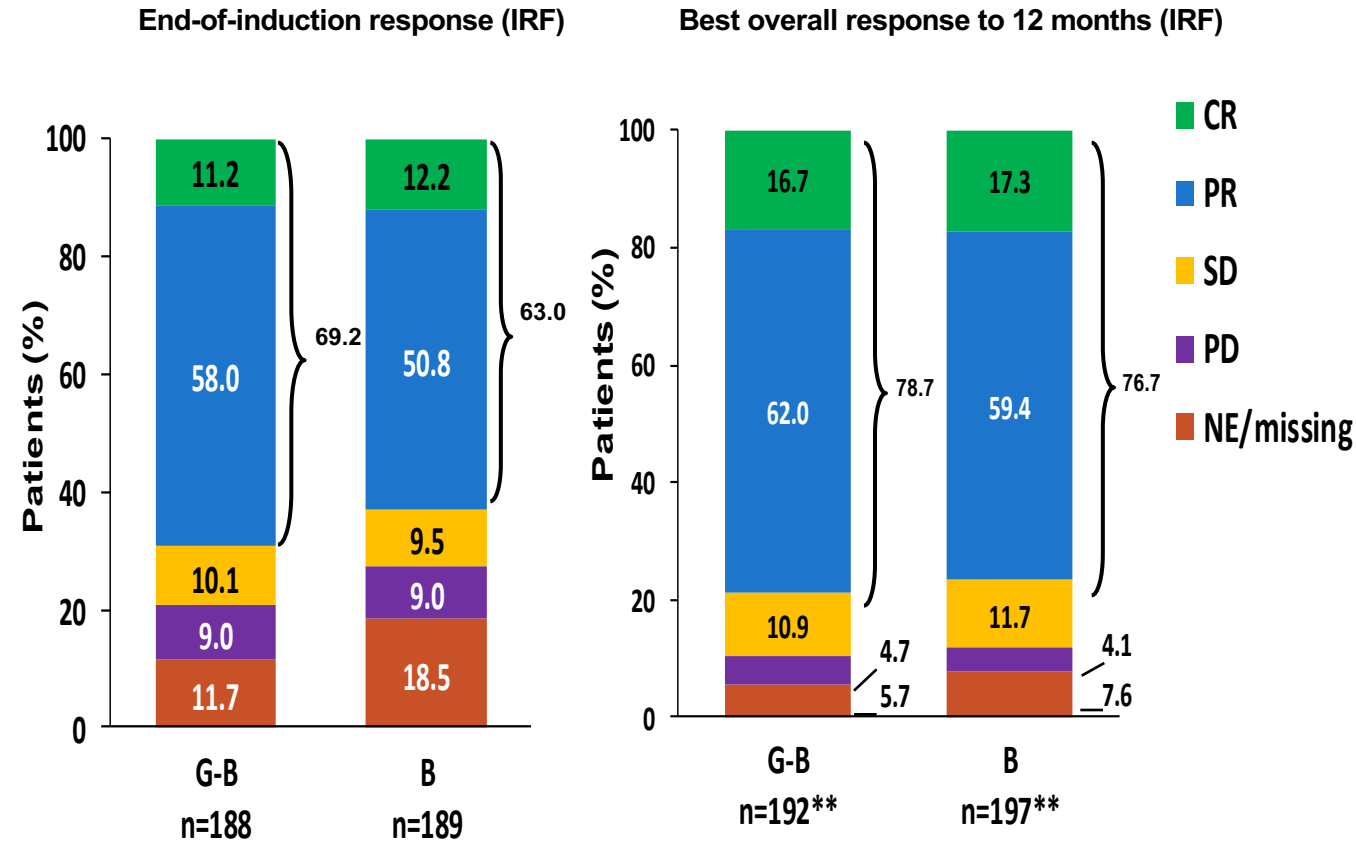 End-of-induction response (IRF)
Patients (%)
100
80
60
40
20
0
11.2
58.0
10.1
9.0
11.7
69.2
12.2
50.8
9.5
9.0
18.5
63.0
G-B
B
n=188
n=189
Best overall response to 12 months (IRF)
Patients (%)
100
80
60
40
20
0
16.7
62.0
10.9
4.7
5.7
78.7
17.3
59.4
11.7
4.1
7.6
76.7
G-B
B
n=192**
n=197**
CR
PR
SD
PD
NE/missing